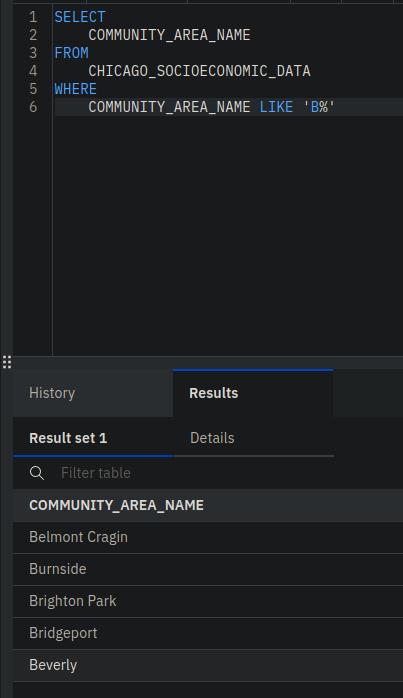 1 SELECT
2 COMMUNITY_AREA_NAME
3 FROM
4 CHICAGO_SOCIOECONOMIC_DATA
5 WHERE
6 COMMUNITY_AREA_NAME LIKE 'B%'
History Results
Result set 1 Details
Filter table
COMMUNITY_AREA_NAME
Belmont Cragin
Burnside
Brighton Park
Bridgeport
Beverly